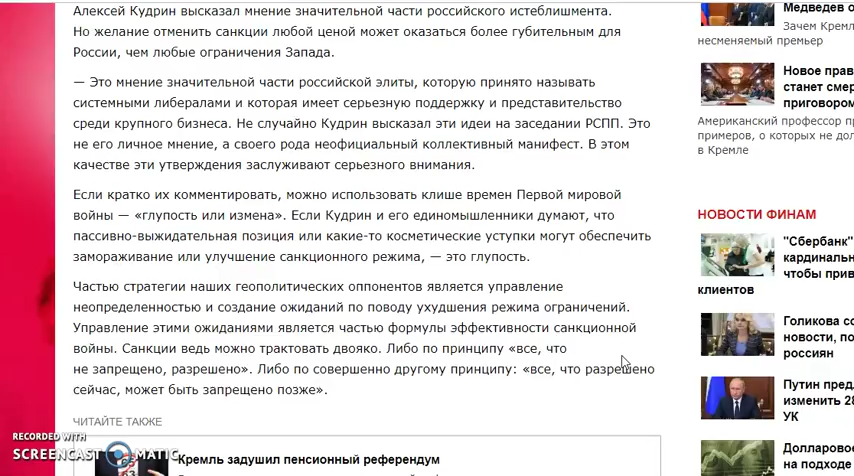 Алексей Кудрин высказал мнение значительной части российского истеблишмента.
Но желание отменить санкции любой ценой может оказаться более губительным для
России, чем любые ограничения Запада.
— Это мнение значительной части российской элиты, которую принято называть
системными либералами и которая имеет серьезную поддержку и представительство
среди крупного бизнеса. Не случайно Кудрин высказал эти идеи на заседании РСПП. Это
не его личное мнение, а своего рода неофициальный коллективный манифест. В этом
качестве эти утверждения заслуживают серьезного внимания.
Если кратко их комментировать, можно использовать клише времен Первой мировой
войны — «глупость или измена». Если Кудрин и его единомышленники думают, что
пассивно-выжидательная позиция или какие-то косметические уступки могут обеспечить
замораживание или улучшение санкционного режима, — это глупость.
Частью стратегии наших геополитических оппонентов является управление
неопределенностью и создание ожиданий по поводу ухудшения режима ограничений.
Управление этими ожиданиями является частью формулы эффективности санкционной
войны. Санкции ведь можно трактовать двояко. Либо по принципу «все, что
не запрещено, разрешено». Либо по совершенно другому принципу: «все, что разрешено
сейчас, может быть запрещено позже».
ЧИТАЙТЕ ТАКЖЕ
Кремль задушил пенсионный референдум
RECORDED WITH
SCREENCAST MATIC
Медведев о
Зачем Кремл
несменяемый премьер
Новое прав
станет смер
приговором
Американский профессор пр
примеров, о которых не дог
в Кремле
НОВОСТИ ФИНАМ
"Сбербанк"
кардинальн
чтобы прив
клиентов
Голикова со
новости, по
россиян
Путин пред
изменить 28
УК
Долларовое
на подходе